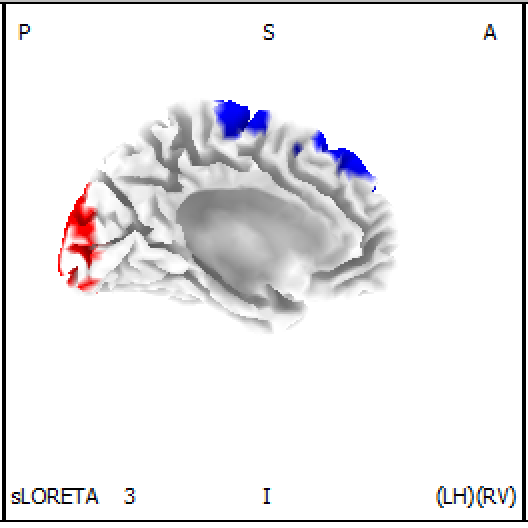 P S A
sLORETA 3 I (LH)(RV)